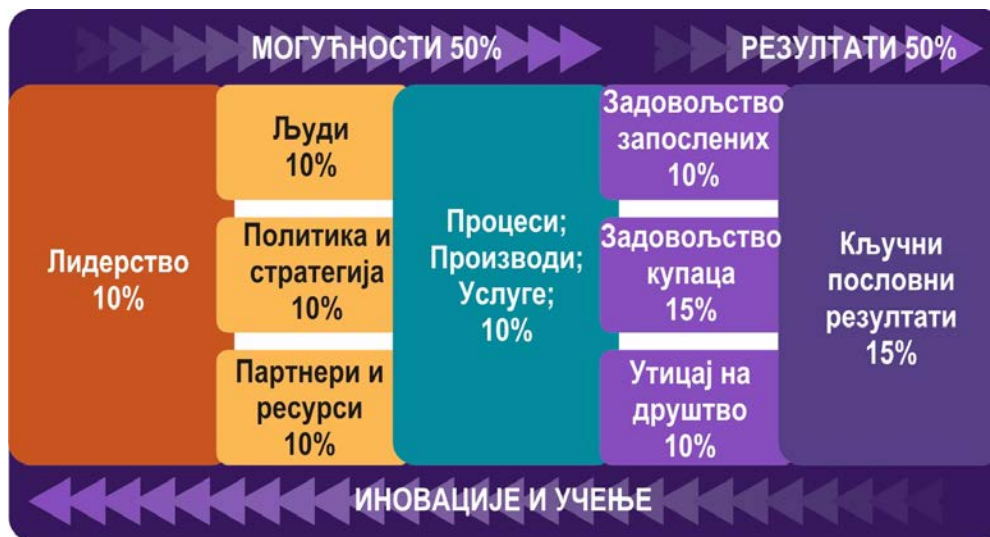 МОГУЋНОСТИ 50%
РЕЗУЛТАТИ 50%
Лидерство
10%
Људи
10%
Политика и
стратегија
10%
Партнери и
ресурси
10%
Процеси;
Производи;
Услуге;
10%
Задовољство
запослених
10%
Задовољство
купаца
15%
Утицај на
друштво
10%
Кључни
пословни
резултати
15%
ИНОВАЦИЈЕ И УЧЕЊЕ